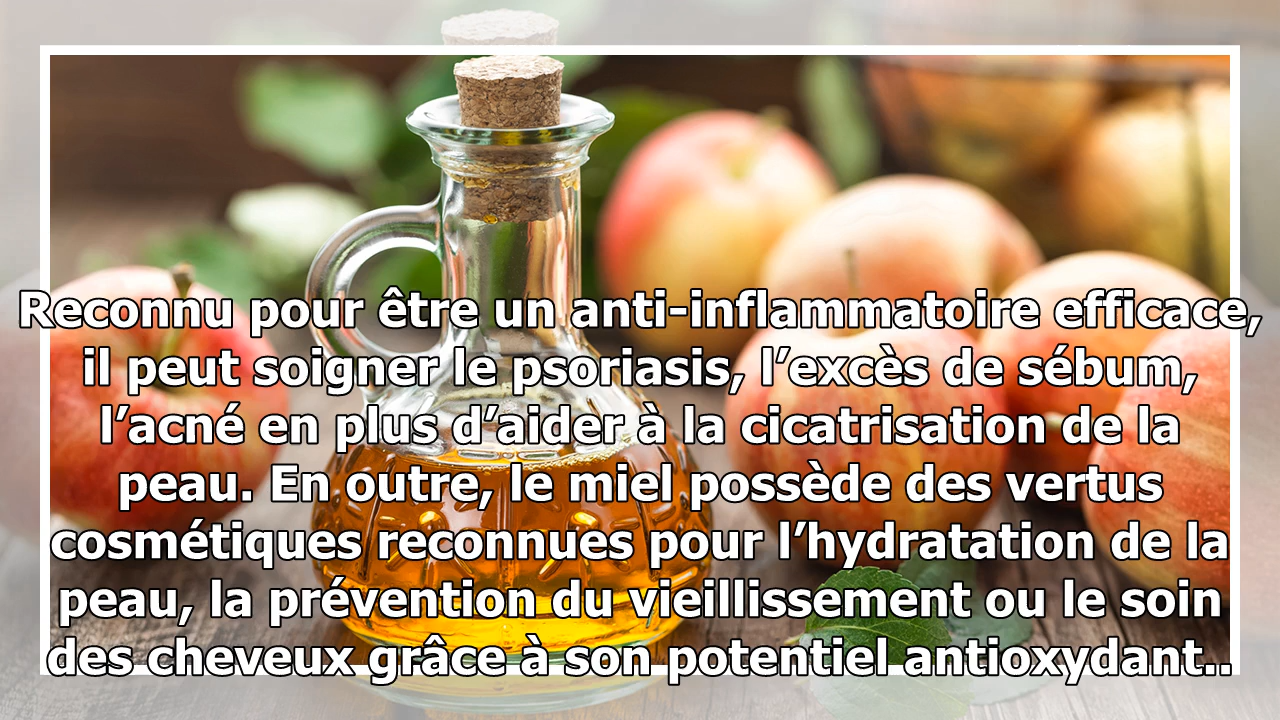 Reconnu pour être un anti-inflammatoire efficace,
il peut soigner le psoriasis, l’excès de sébum,
l’acné en plus d’aider à la cicatrisation de la
peau. En outre, le miel possède des vertus
cosmétiques reconnues pour l’hydratation de la
peau, la prévention du vieillissement ou le soin
des cheveux grâce à son potentiel antioxydant..